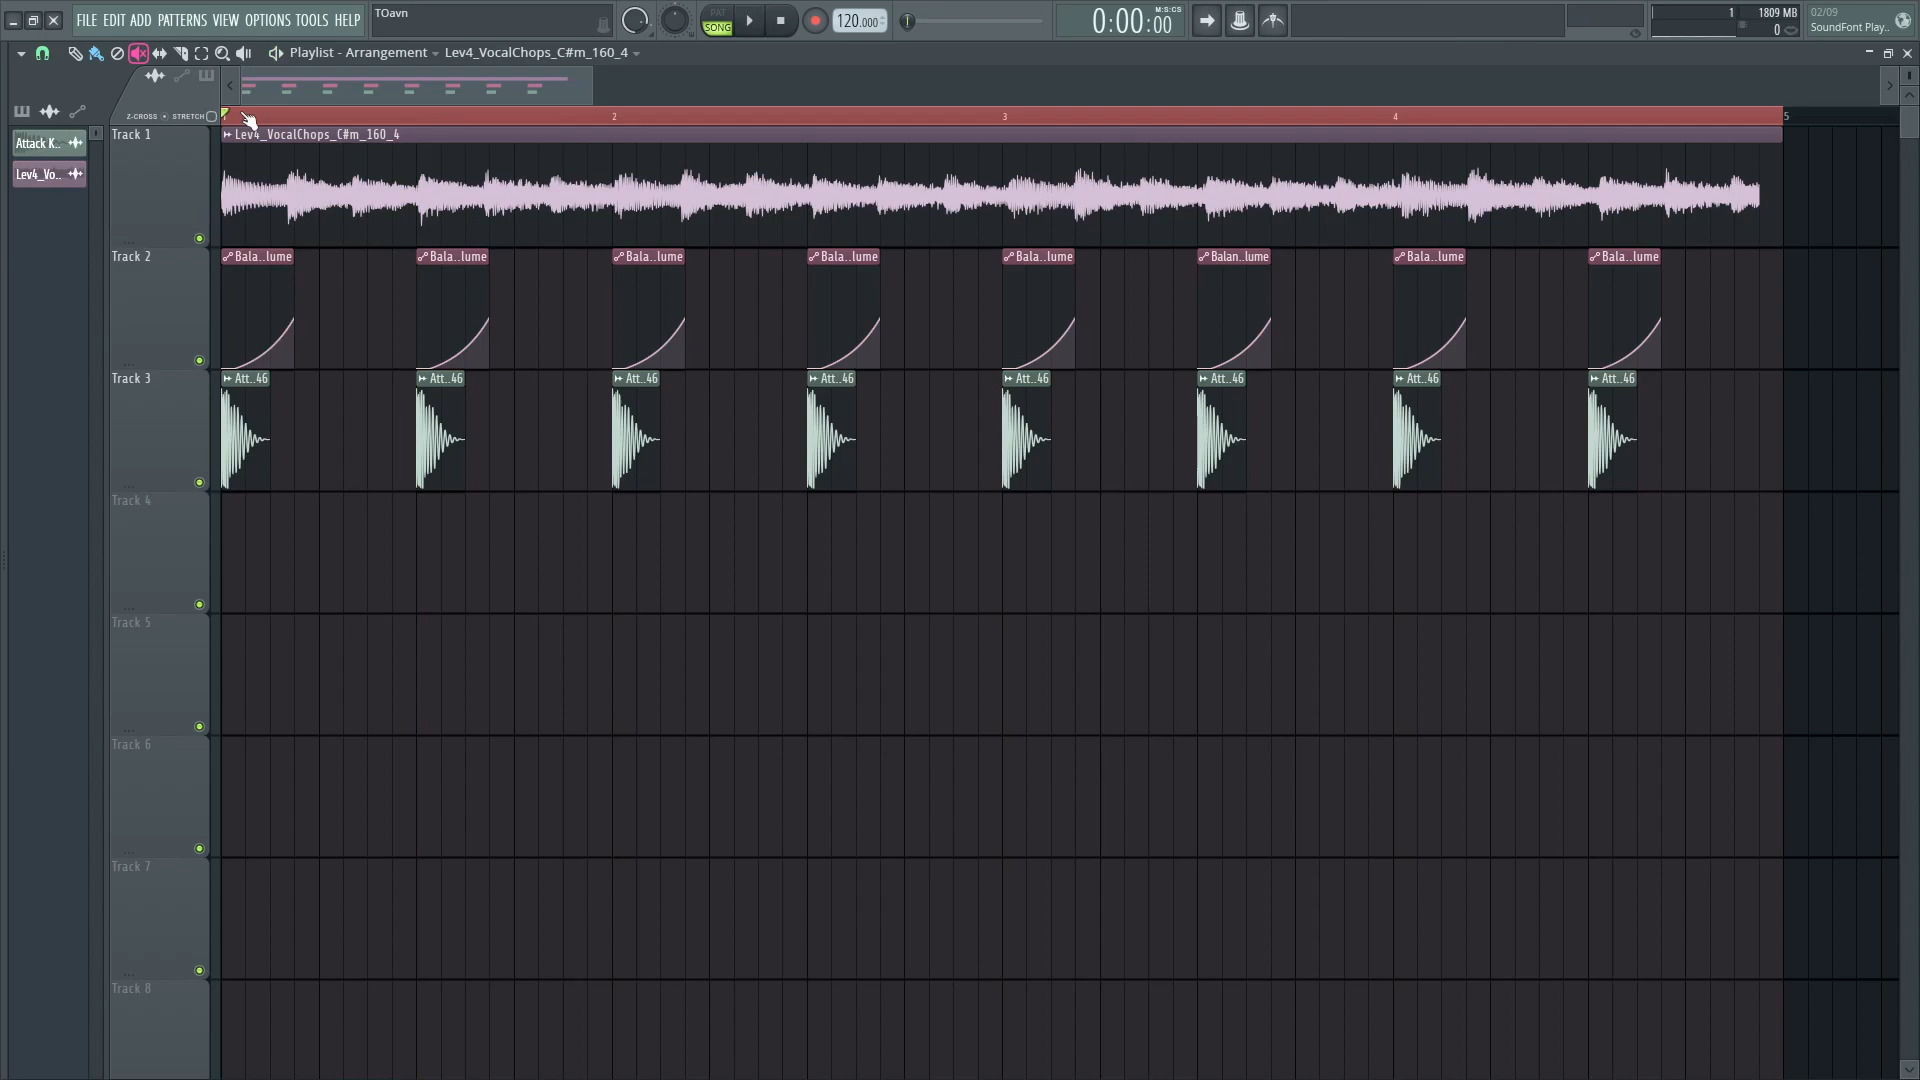 FILE EDIT ADD PATTERNS VIEW OPTIONS TOOLS HELP
TOavn
PAT
SONG
120.000
0:00:00
M:S:CS
1
1809 MB
0
02/09
SoundFont Play..
Playlist - Arrangement
Lev4_VocalChops_C#m_160_4
Z-CROSS
STRETCH
2
3
4
5
Attack K..
Lev4_Vo..
Track 1
Lev4_VocalChops_C#m_160_4
Track 2
Bala..lume
Bala..lume
Bala..lume
Bala..lume
Bala..lume
Balan..lume
Bala..lume
Bala..lume
Track 3
Att..46
Att..46
Att..46
Att..46
Att..46
Att..46
Att..46
Att..46
Track 4
Track 5
Track 6
Track 7
Track 8